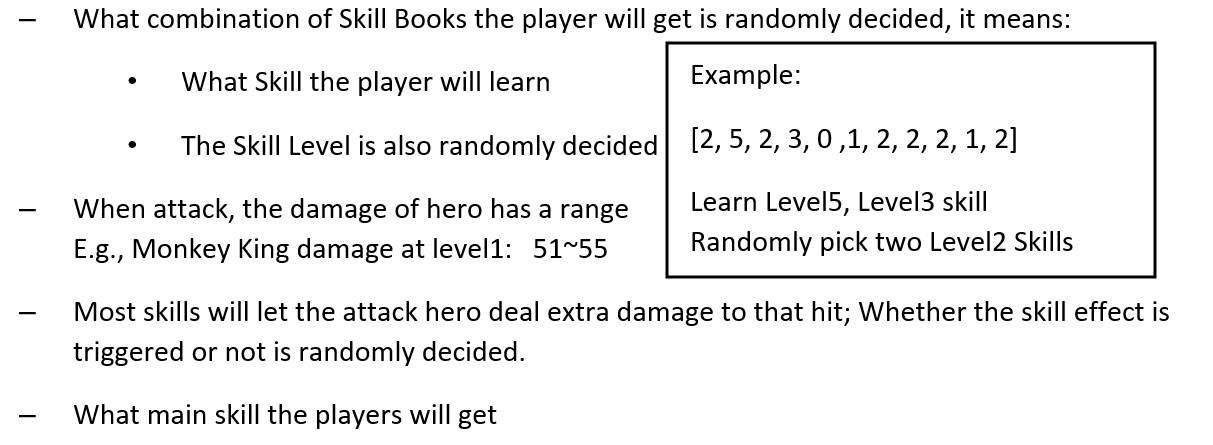 – What combination of Skill Books the player will get is randomly decided, it means:
• What Skill the player will learn
• The Skill Level is also randomly decided
Example:
[2, 5, 2, 3, 0 ,1, 2, 2, 2, 1, 2]
Learn Level5, Level3 skill
Randomly pick two Level2 Skills
– When attack, the damage of hero has a range
E.g., Monkey King damage at level1: 51~55
– Most skills will let the attack hero deal extra damage to that hit; Whether the skill effect is
triggered or not is randomly decided.
– What main skill the players will get